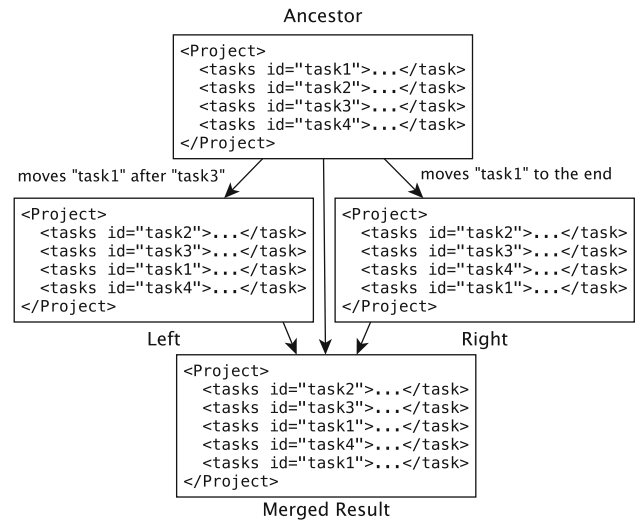 Ancestor
<Project>
  <tasks id="task1">...</task>
  <tasks id="task2">...</task>
  <tasks id="task3">...</task>
  <tasks id="task4">...</task>
</Project>
moves "task1" after "task3"
moves "task1" to the end
<Project>
  <tasks id="task2">...</task>
  <tasks id="task3">...</task>
  <tasks id="task1">...</task>
  <tasks id="task4">...</task>
</Project>
Left
<Project>
  <tasks id="task2">...</task>
  <tasks id="task3">...</task>
  <tasks id="task4">...</task>
  <tasks id="task1">...</task>
</Project>
Right
<Project>
  <tasks id="task2">...</task>
  <tasks id="task3">...</task>
  <tasks id="task1">...</task>
  <tasks id="task4">...</task>
  <tasks id="task1">...</task>
</Project>
Merged Result